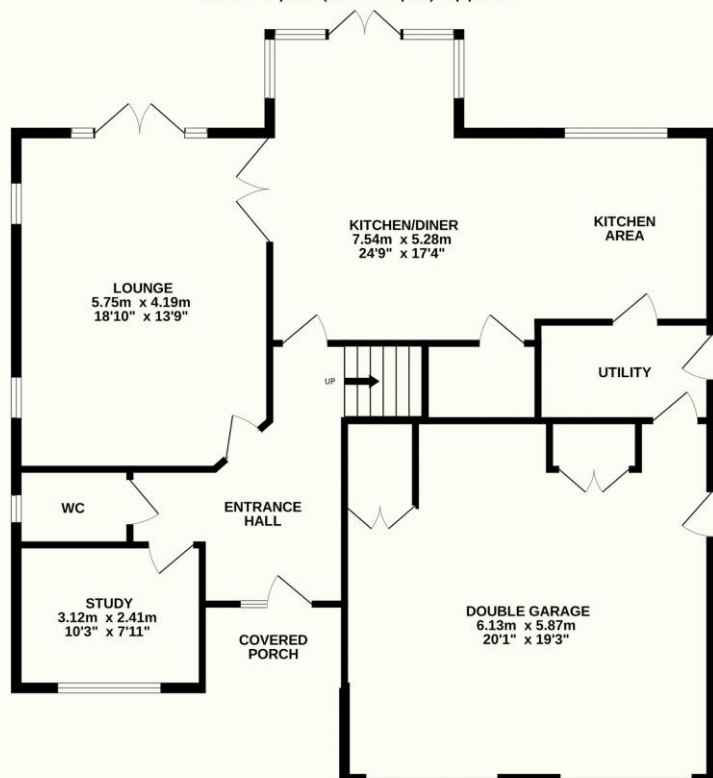 KITCHEN/DINER
7.54m x 5.28m
24'9" x 17'4"
KITCHEN
AREA
LOUNGE
5.75m x 4.19m
18'10" x 13'9"
UP
UTILITY
WC
ENTRANCE
HALL
STUDY
3.12m x 2.41m
10'3" x 7'11"
COVERED
PORCH
DOUBLE GARAGE
6.13m x 5.87m
20'1" x 19'3"